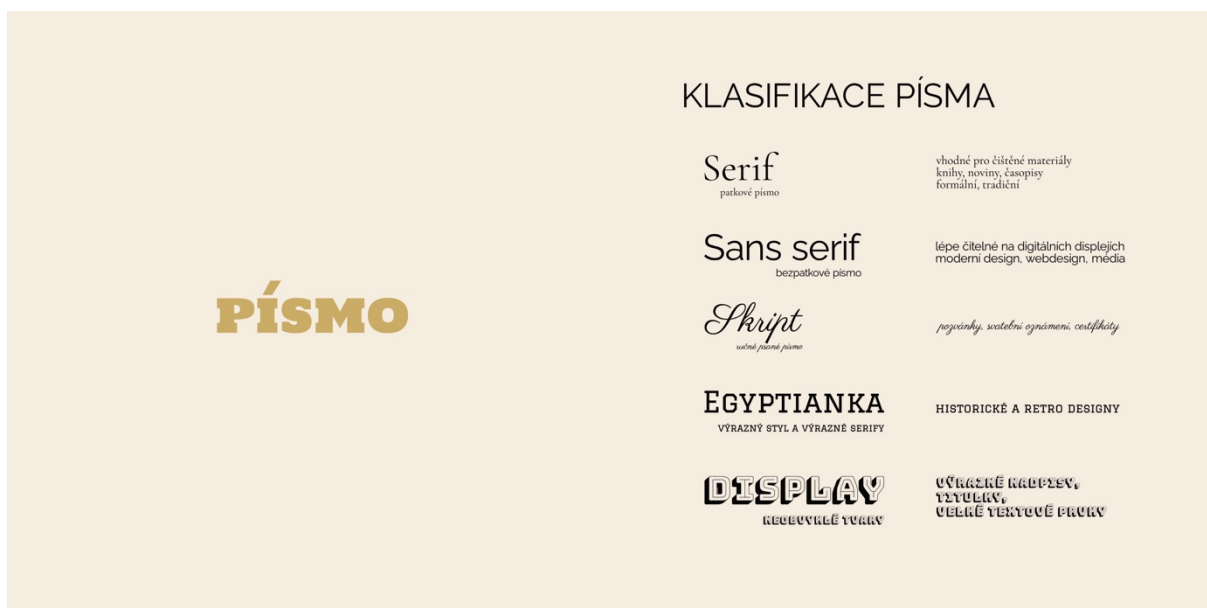 PÍSMO
KLASIFIKACE PÍSMA
Serif
patkové písmo
vhodné pro čištěné materiály
knihy, noviny, časopisy
formální, tradiční
Sans serif
bezpatkové písmo
lépe čitelné na digitálních displejích
moderní design, webdesign, média
Skript
ručně psané písmo
pozvánky, svatební oznámení, certifikáty
EGYPTIANKA
VÝRAZNÝ STYL A VÝRAZNÉ SERIFY
HISTORICKÉ A RETRO DESIGNY
DISPLAY
NEOBVYKLÉ TVARY
VÝRAZNÉ NADPISY,
TITULKY,
VELKÉ TEXTOVÉ PRVKY